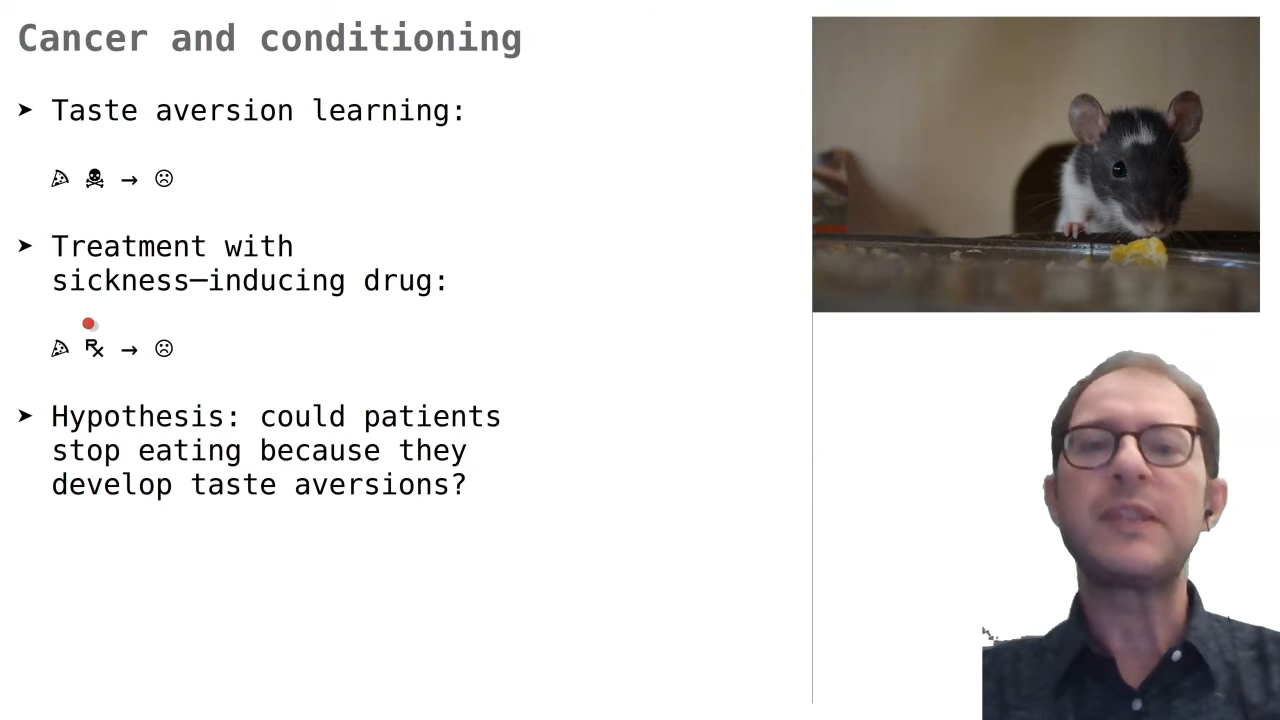 Cancer and conditioning
➤ Taste aversion learning:
🍕 ☠ → ☹
➤ Treatment with
sickness–inducing drug:
🍕 ℞ → ☹
➤ Hypothesis: could patients
stop eating because they
develop taste aversions?